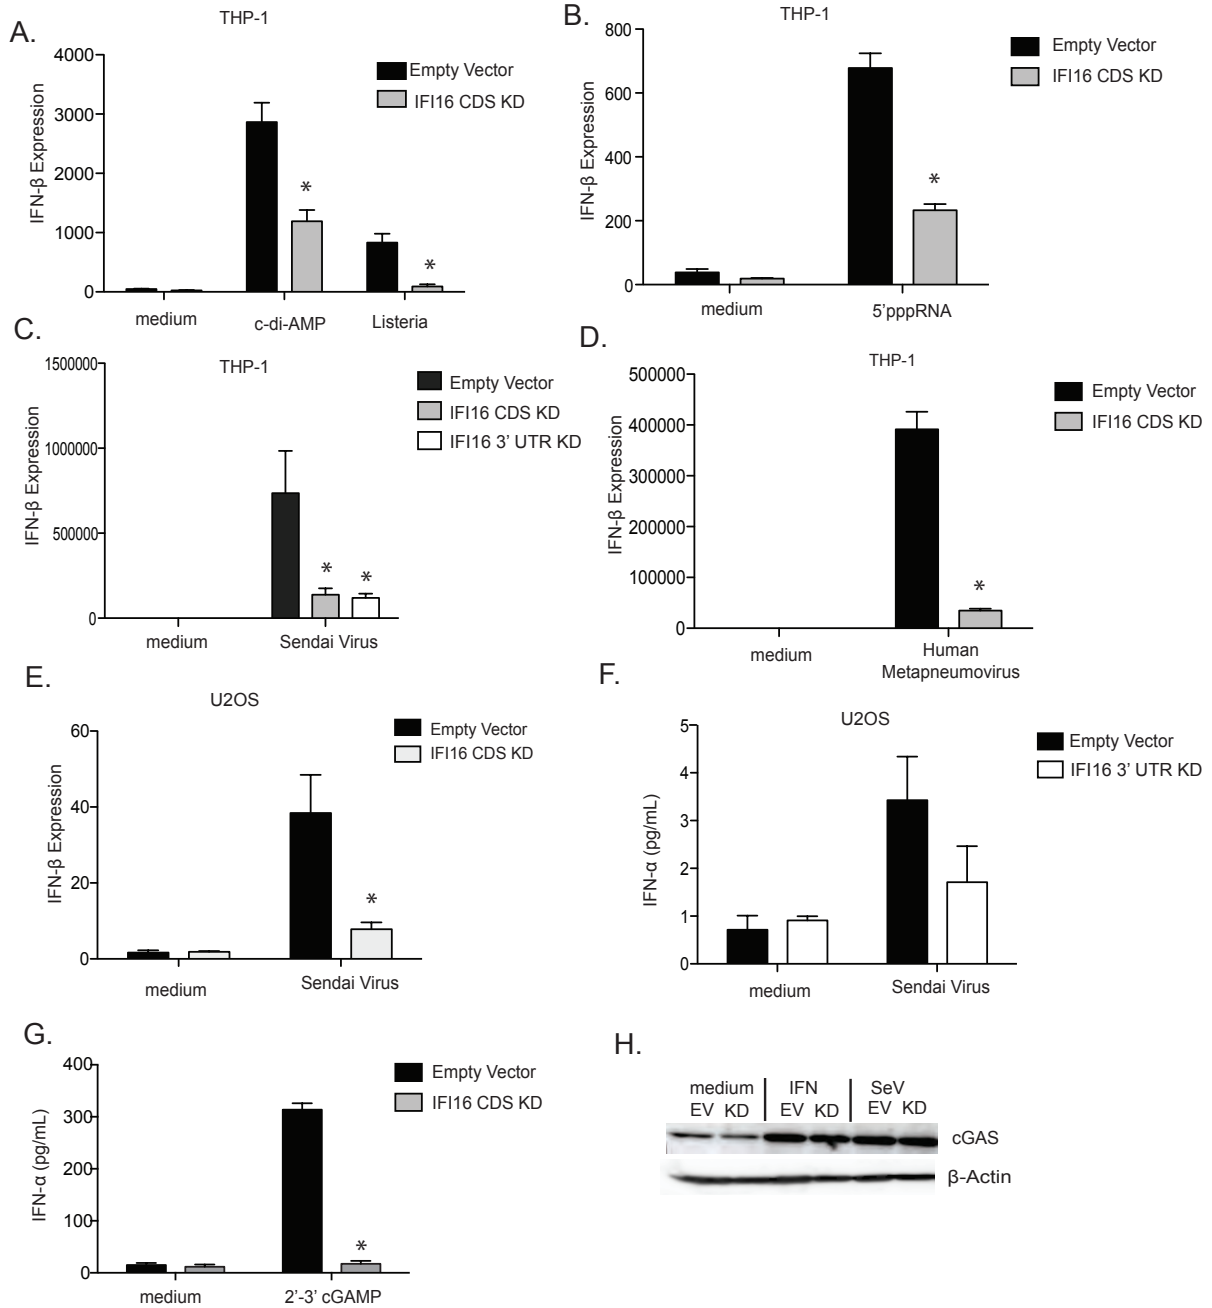 A.
THP-1
IFN-β Expression
4000
3000
2000
1000
0
Empty Vector
IFI16 CDS KD
*
*
medium
c-di-AMP
Listeria
B.
THP-1
IFN-β Expression
800
600
400
200
0
Empty Vector
IFI16 CDS KD
*
medium
5'pppRNA
C.
THP-1
IFN-β Expression
1500000
1000000
500000
0
Empty Vector
IFI16 CDS KD
IFI16 3' UTR KD
*
*
medium
Sendai Virus
D.
THP-1
IFN-β Expression
500000
400000
300000
200000
100000
0
Empty Vector
IFI16 CDS KD
*
medium
Human
Metapneumovirus
E.
U2OS
IFN-β Expression
60
40
20
0
Empty Vector
IFI16 CDS KD
*
medium
Sendai Virus
F.
U2OS
IFN-α (pg/mL)
5
4
3
2
1
0
Empty Vector
IFI16 3' UTR KD
medium
Sendai Virus
G.
IFN-α (pg/mL)
400
300
200
100
0
Empty Vector
IFI16 CDS KD
*
medium
2'-3' cGAMP
H.
medium IFN SeV
EV KD EV KD EV KD
cGAS
β-Actin